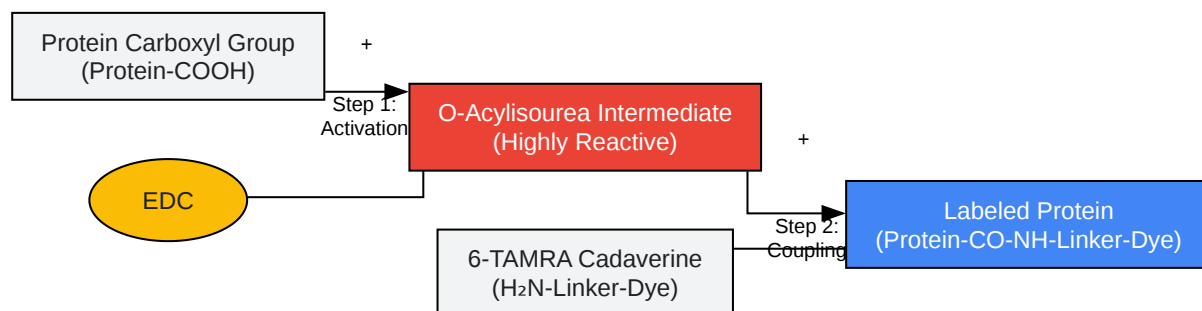 Protein Carboxyl Group
(Protein-COOH)
+
Step 1:
Activation
O-Acylisourea Intermediate
(Highly Reactive)
+
EDC
Step 2:
Coupling
Labeled Protein
(Protein-CO-NH-Linker-Dye)
6-TAMRA Cadaverine
(H₂N-Linker-Dye)